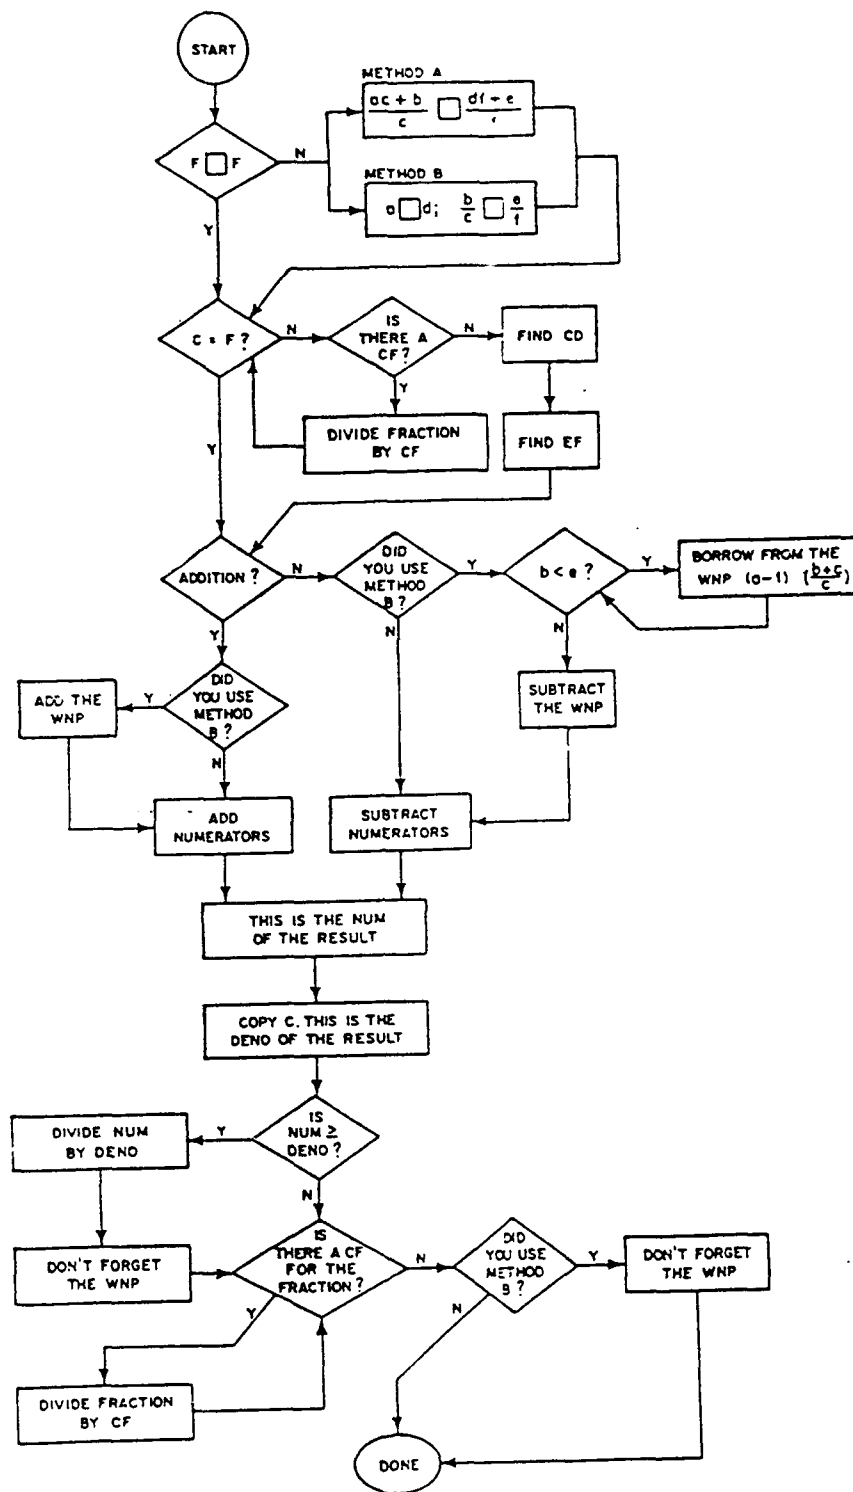 START
METHOD A
ac + b
c
df + e
F □ F
N
METHOD B
a □ d; b/c □ e/f
Y
C = F?
N
IS
THERE A
CF?
N
FIND CD
Y
Y
DIVIDE FRACTION
BY CF
FIND EF
ADDITION?
N
DID
YOU USE
METHOD
B?
Y
b < e?
Y
BORROW FROM THE
WNP (a-1) (b+c/c)
Y
N
N
ADD THE
WNP
Y
DID
YOU USE
METHOD
B?
SUBTRACT
THE WNP
N
ADD
NUMERATORS
SUBTRACT
NUMERATORS
THIS IS THE NUM
OF THE RESULT
COPY C. THIS IS THE
DENO OF THE RESULT
DIVIDE NUM
BY DENO
Y
IS
NUM ≥
DENO?
N
DON'T FORGET
THE WNP
IS
THERE A CF
FOR THE
FRACTION?
N
DID
YOU USE
METHOD
B?
Y
DON'T FORGET
THE WNP
Y
N
DIVIDE FRACTION
BY CF
DONE